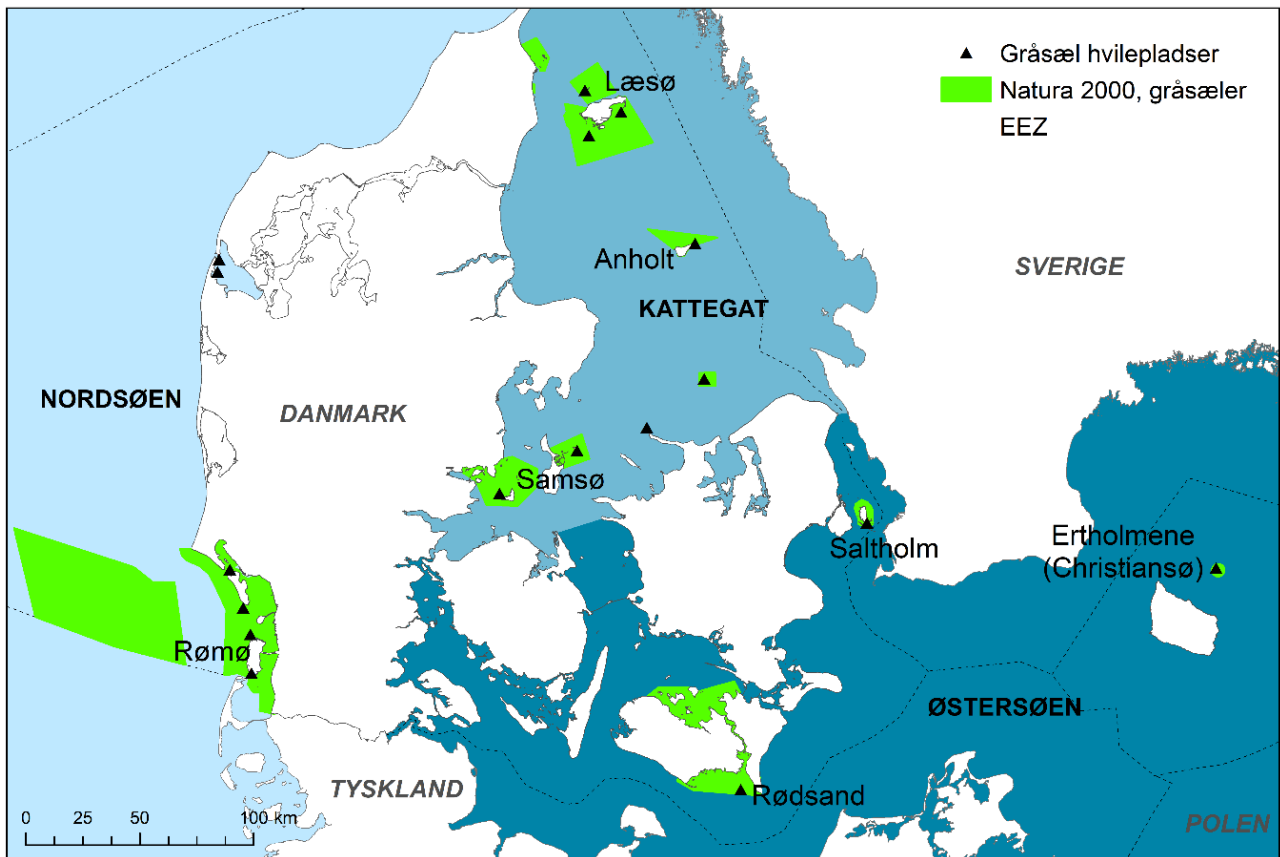 Gråsæl hvilepladser
Natura 2000, gråsæler
EEZ
Læsø
Anholt
SVERIGE
KATTEGAT
NORDSØEN
DANMARK
Samsø
Saltholm
Ertholmene
(Christiansø)
Rømø
ØSTERSØEN
TYSKLAND
Rødsand
POLEN
0 25 50 100 km